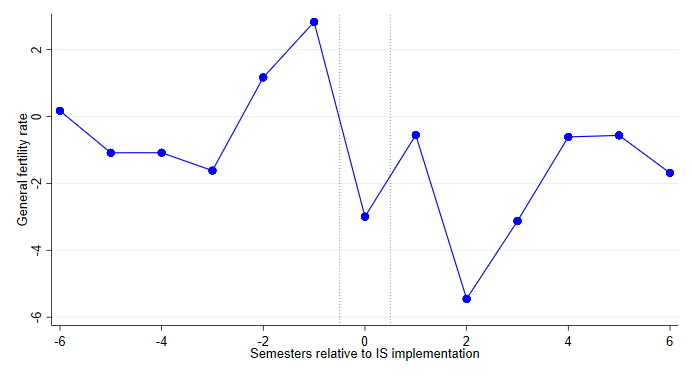 General fertility rate
2
0
-2
-4
-6
-6 -4 -2 0 2 4 6
Semesters relative to IS implementation